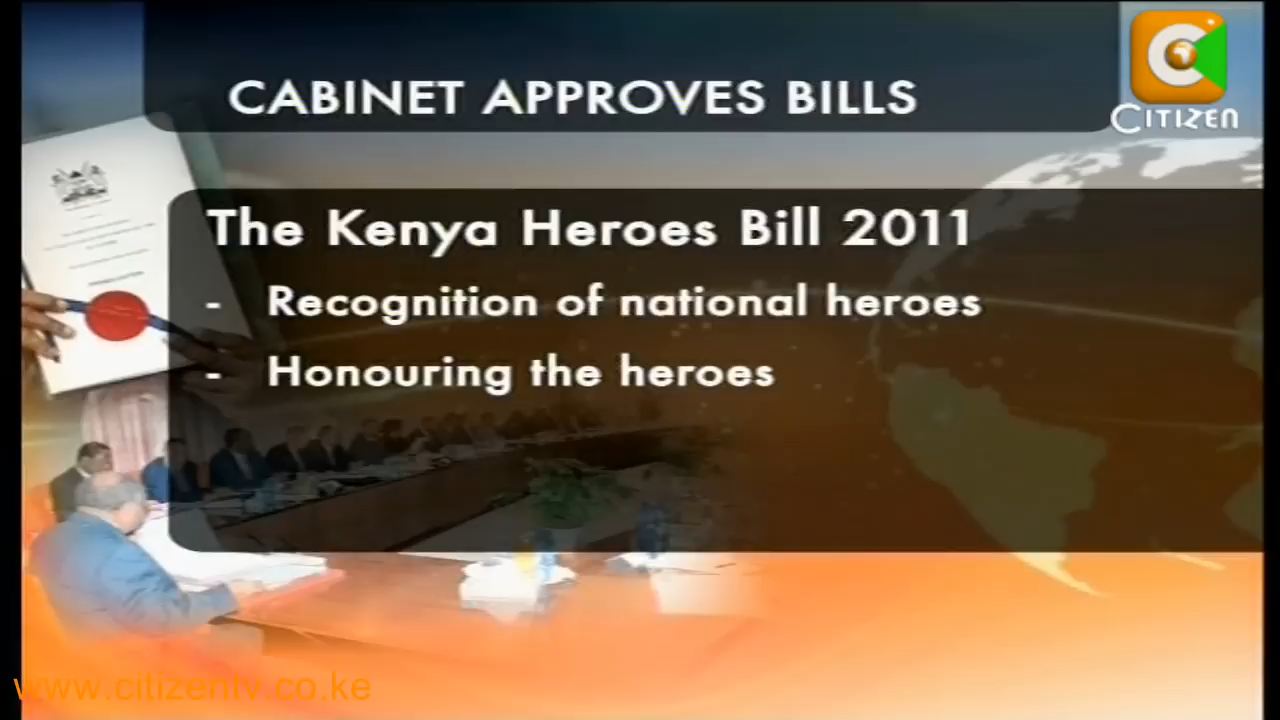 CABINET APPROVES BILLS
CITIZEN
The Kenya Heroes Bill 2011
- Recognition of national heroes
- Honouring the heroes
www.citizentv.co.ke